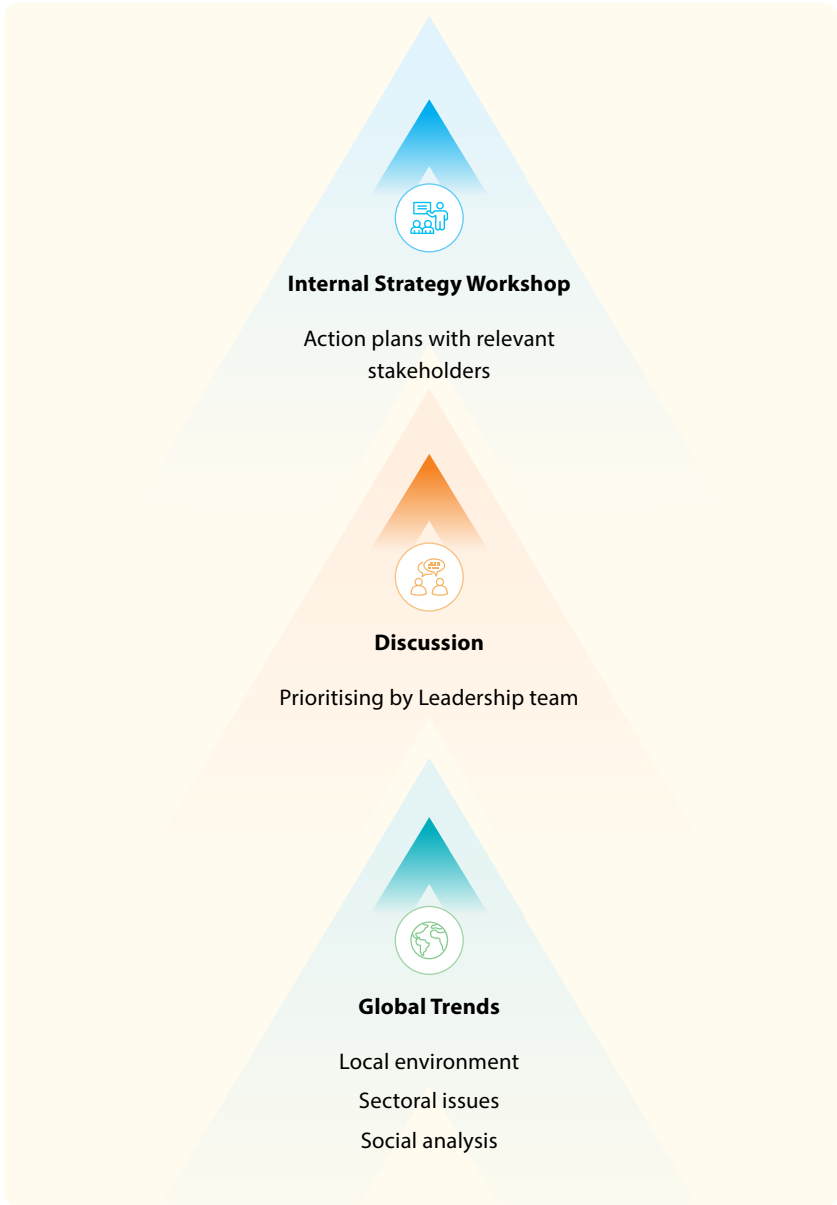 Internal Strategy Workshop
Action plans with relevant
stakeholders
Discussion
Prioritising by Leadership team
Global Trends
Local environment
Sectoral issues
Social analysis